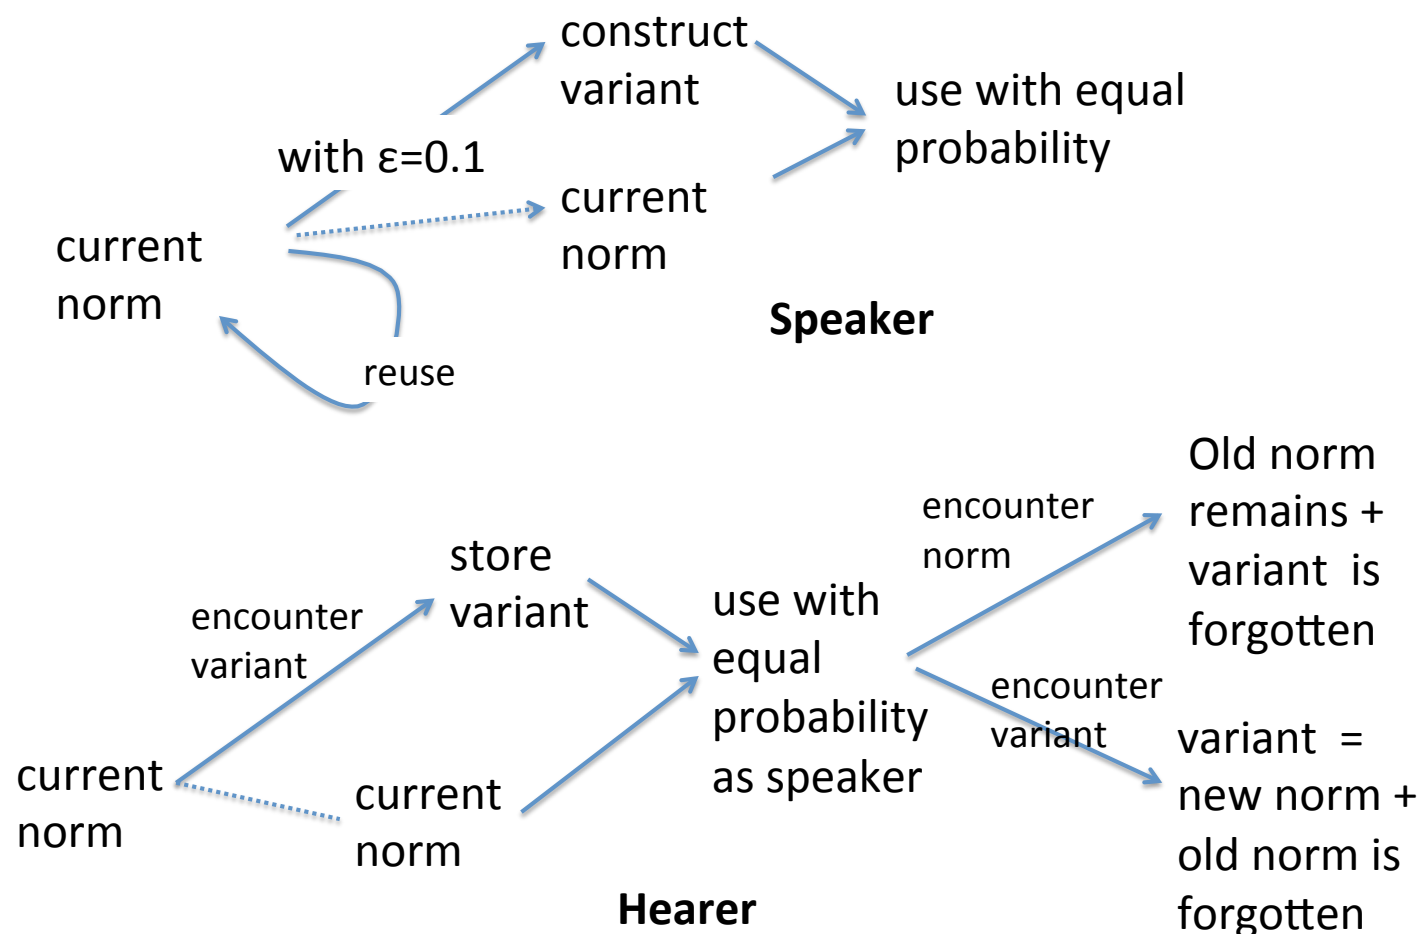 construct
variant
use with equal
probability
with ε=0.1
current
norm
current
norm
reuse
Speaker
encounter
variant
store
variant
current
norm
current
norm
use with
equal
probability
as speaker
encounter
norm
Old norm
remains +
variant is
forgotten
encounter
variant
variant =
new norm +
old norm is
forgotten
Hearer